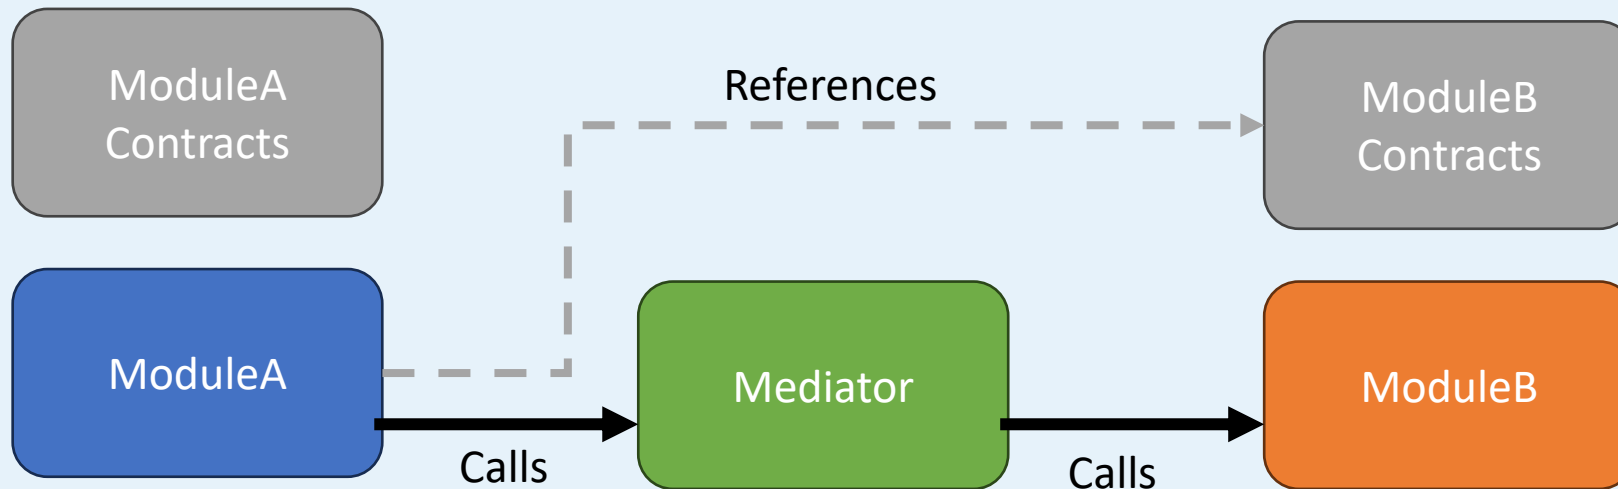 ModuleA
Contracts
References
ModuleB
Contracts
ModuleA
Mediator
ModuleB
Calls
Calls